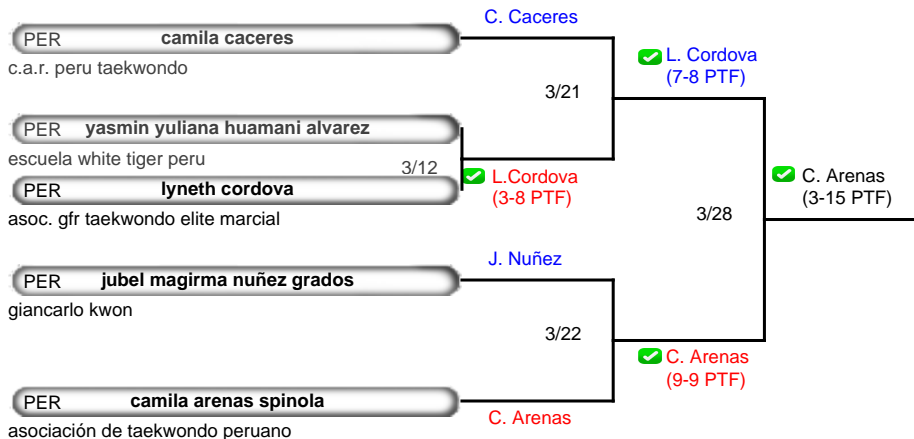 C. Caceres
PER camila caceres
c.a.r. peru taekwondo
L. Cordova
(7-8 PTF)
3/21
PER yasmin yuliana huamani alvarez
escuela white tiger peru
3/12
PER lyneth cordova
asoc. gfr taekwondo elite marcial
L.Cordova
(3-8 PTF)
C. Arenas
(3-15 PTF)
3/28
J. Nuñez
PER jubel magirma nuñez grados
giancarlo kwon
3/22
C. Arenas
(9-9 PTF)
PER camila arenas spinola
C. Arenas
asociación de taekwondo peruano